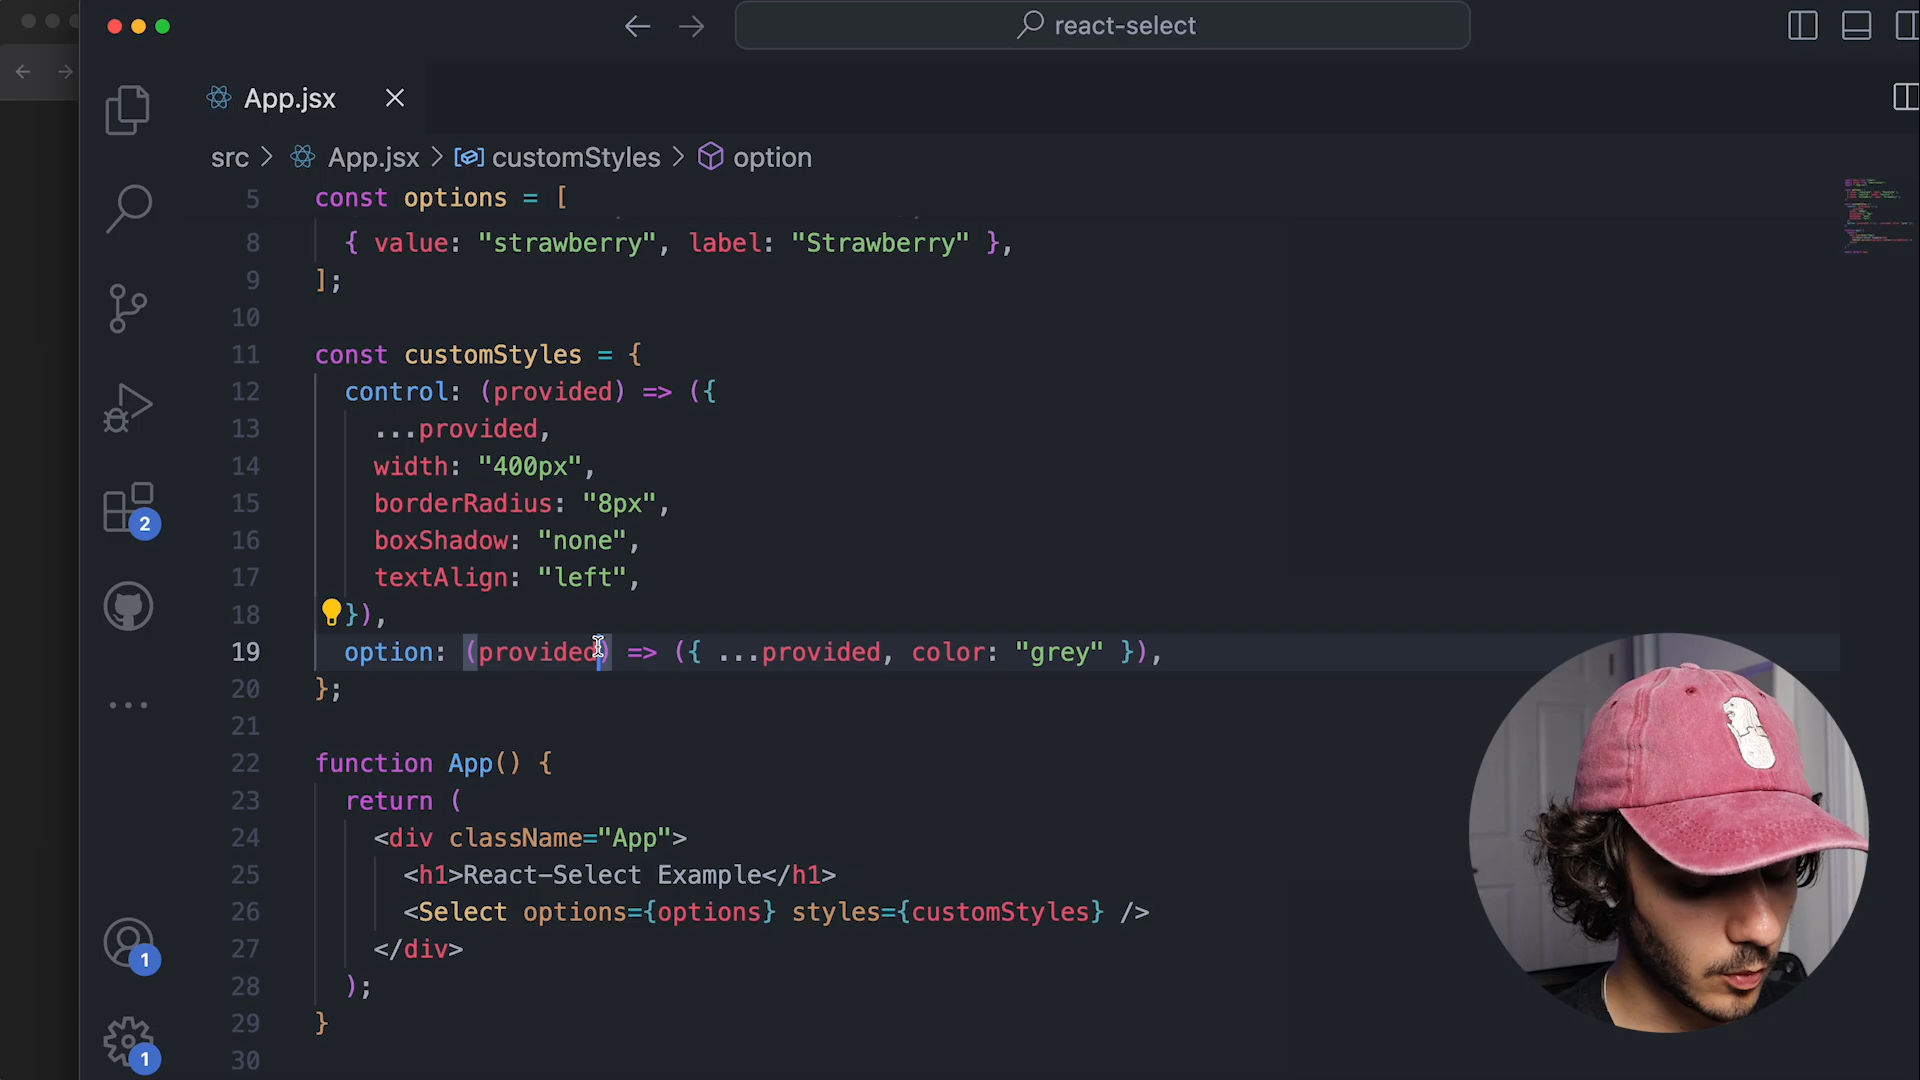 react-select
App.jsx
src > App.jsx > customStyles > option
5 const options = [
8 { value: "strawberry", label: "Strawberry" },
9 ];
10
11 const customStyles = {
12 control: (provided) => ({
13 ...provided,
14 width: "400px",
15 borderRadius: "8px",
16 boxShadow: "none",
17 textAlign: "left",
18 }),
19 option: (provided) => ({ ...provided, color: "grey" }),
20 };
21
22 function App() {
23 return (
24 <div className="App">
25 <h1>React-Select Example</h1>
26 <Select options={options} styles={customStyles} />
27 </div>
28 );
29 }
30
2
1
1